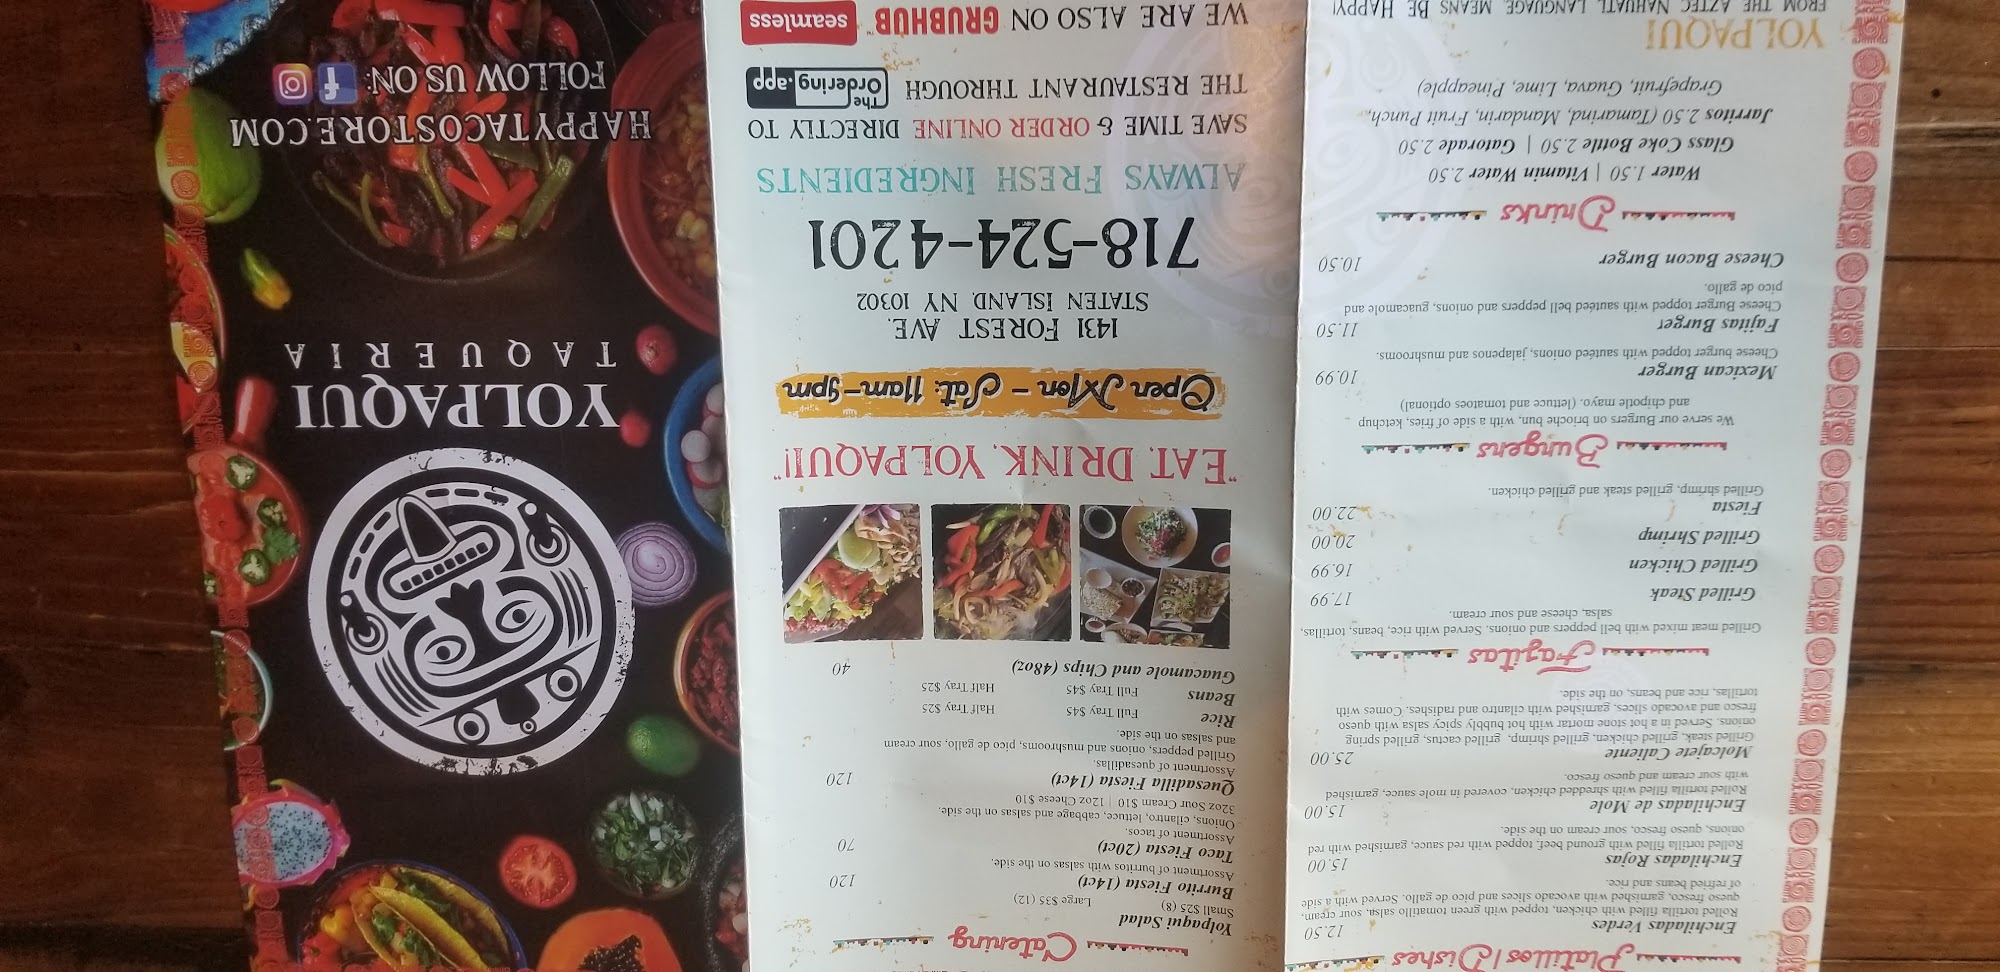 Platillos/Dishes
Enchiladas Verdes 12.50
Rolled tortilla filled with chicken, topped with green tomatillo salsa, sour cream,
queso fresco, garnished with avocado slices and pico de gallo. Served with a side
of refried beans and rice.
Enchiladas Rojas 15.00
Rolled tortilla filled with ground beef, topped with red sauce, garnished with red
onions, queso fresco, sour cream on the side.
Enchiladas de Mole 15.00
Rolled tortilla filled with shredded chicken, covered in mole sauce, garnished
with sour cream and queso fresco.
Molcajete Caliente 25.00
Grilled steak, grilled chicken, grilled shrimp, grilled cactus, grilled spring
onions. Served in a hot stone mortar with hot bubbly spicy salsa with queso
fresco and avocado slices, garnished with cilantro and radishes. Comes with
tortillas, rice and beans, on the side.
Fajitas
Grilled meat mixed with bell peppers and onions. Served with rice, beans, tortillas,
salsa, cheese and sour cream.
Grilled Steak 17.99
Grilled Chicken 16.99
Grilled Shrimp 20.00
Fiesta 22.00
Grilled shrimp, grilled steak and grilled chicken.
Burgers
We serve our Burgers on brioche bun, with a side of fries, ketchup
and chipotle mayo. (lettuce and tomatoes optional)
Mexican Burger 10.99
Cheese burger topped with sautéed onions, jalapenos and mushrooms.
Fajitas Burger 11.50
Cheese Burger topped with sautéed bell peppers and onions, guacamole and
pico de gallo.
Cheese Bacon Burger 10.50
Drinks
Water 1.50 | Vitamin Water 2.50
Glass Coke Bottle 2.50 | Gatorade 2.50
Jarritos 2.50 (Tamarind, Mandarin, Fruit Punch,
Grapefruit, Guava, Lime, Pineapple)
YOLPAQUI
FROM THE AZTEC NAHUATL LANGUAGE, MEANS BE HAPPY!
Catering
Yolpaqui Salad
Small $25 (8) Large $35 (12)
Burrito Fiesta (14ct) 120
Assortment of burritos with salsas on the side.
Taco Fiesta (20ct) 70
Assortment of tacos.
Onions, cilantro, lettuce, cabbage and salsas on the side.
32oz Sour Cream $10 | 12oz Cheese $10
Quesadilla Fiesta (14ct) 120
Assortment of quesadillas.
Grilled peppers, onions and mushrooms, pico de gallo, sour cream
and salsas on the side.
Rice Full Tray $45 Half Tray $25
Beans Full Tray $45 Half Tray $25
Guacamole and Chips (48oz) 40
"EAT, DRINK, YOLPAQUI!"
Open Mon - Sat: 11am-9pm
1431 FOREST AVE,
STATEN ISLAND, NY 10302
718-524-4201
ALWAYS FRESH INGREDIENTS
SAVE TIME & ORDER ONLINE DIRECTLY TO
THE RESTAURANT THROUGH The Ordering.app
WE ARE ALSO ON GRUBHUB™ seamless
YOLPAQUI
TAQUERIA
HAPPYTACOSTORE.COM
FOLLOW US ON: f